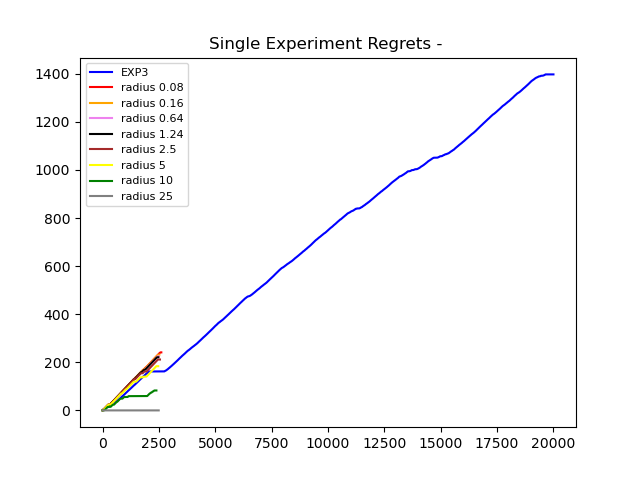 Single Experiment Regrets -
EXP3
radius 0.08
radius 0.16
radius 0.64
radius 1.24
radius 2.5
radius 5
radius 10
radius 25
1400
1200
1000
800
600
400
200
0
0 2500 5000 7500 10000 12500 15000 17500 20000